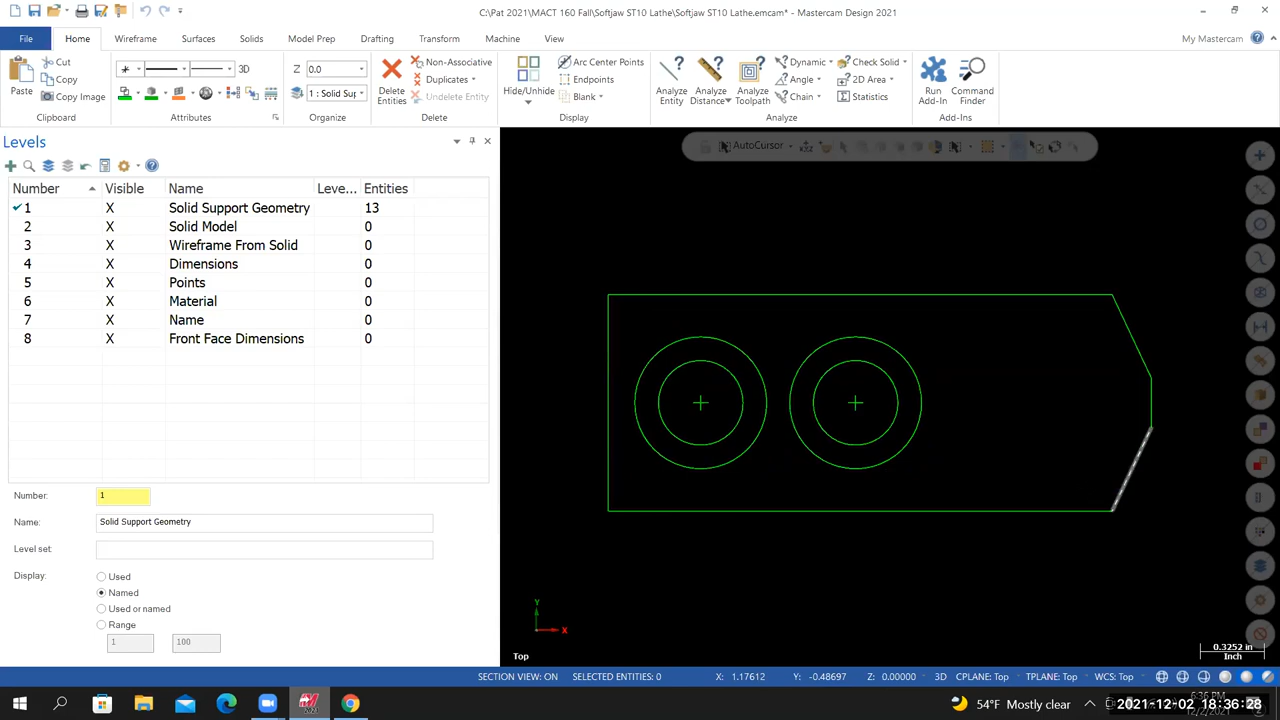 C:\Pat 2021\MACT 160 Fall\Softjaw ST10 Lathe\Softjaw ST10 Lathe.emcam* - Mastercam Design 2021
File Home Wireframe Surfaces Solids Model Prep Drafting Transform Machine View My Mastercam
Paste
Cut
Copy
Copy Image
Clipboard
3D
Attributes
Z 0.0
1 : Solid Sup
Organize
Delete
Entities
Non-Associative
Duplicates
Undelete Entity
Delete
Hide/Unhide
Arc Center Points
Endpoints
Blank
Display
Analyze
Entity
Analyze
Distance
Analyze
Toolpath
Dynamic
Angle
Chain
Check Solid
2D Area
Statistics
Analyze
Run
Add-In
Command
Finder
Add-Ins
Levels
AutoCursor
Number Visible Name Leve... Entities
1 X Solid Support Geometry 13
2 X Solid Model 0
3 X Wireframe From Solid 0
4 X Dimensions 0
5 X Points 0
6 X Material 0
7 X Name 0
8 X Front Face Dimensions 0
Number: 1
Name: Solid Support Geometry
Level set:
Display: Used
Named
Used or named
Range
1 100
Y
X
Top
0.3252 in
Inch
SECTION VIEW: ON SELECTED ENTITIES: 0 X: 1.17612 Y: -0.48697 Z: 0.00000 3D CPLANE: Top TPLANE: Top WCS: Top
54°F Mostly clear
6:36 PM
2021-12-02 18:36:28
12/2/2021